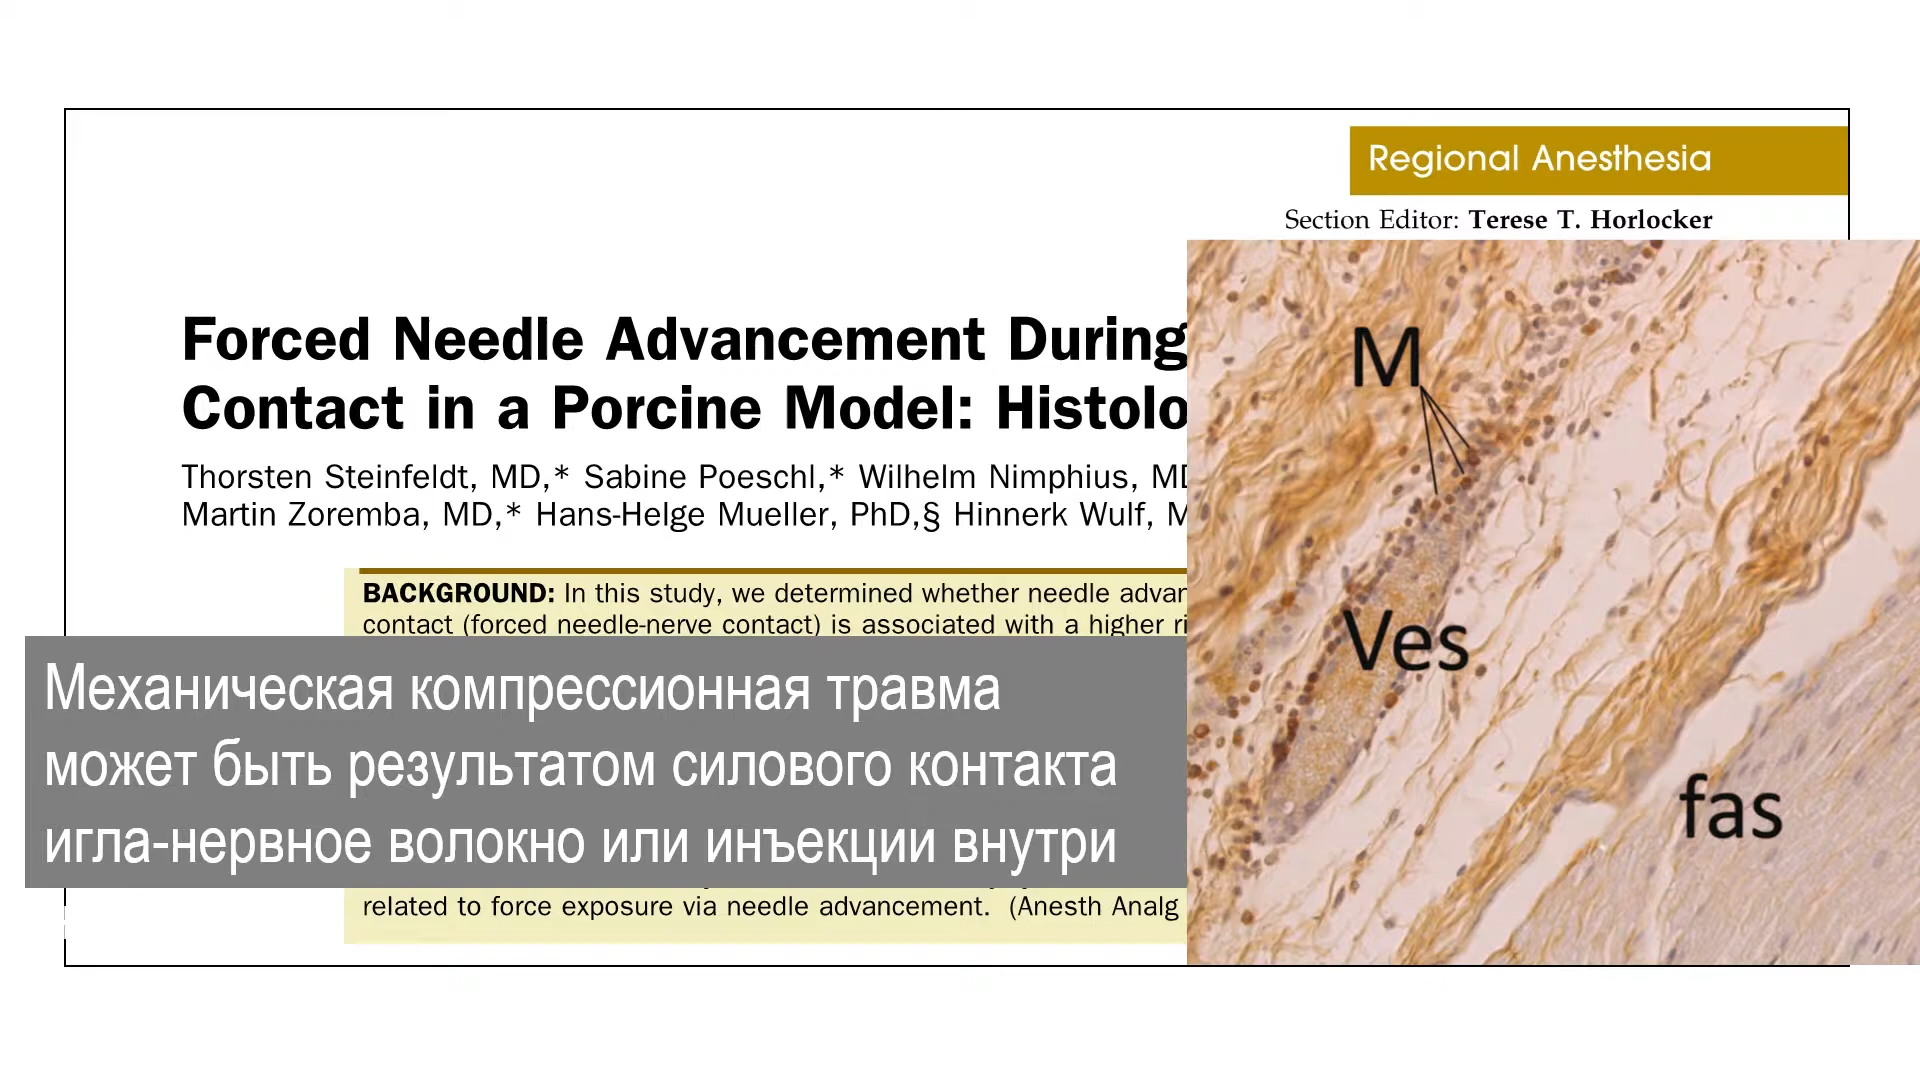 Regional Anesthesia
Section Editor: Terese T. Horlocker
Forced Needle Advancement During
Contact in a Porcine Model: Histolo
Thorsten Steinfeldt, MD,* Sabine Poeschl,* Wilhelm Nimphius, MD
Martin Zoremba, MD,* Hans-Helge Mueller, PhD,§ Hinnerk Wulf, M
BACKGROUND: In this study, we determined whether needle advan
contact (forced needle-nerve contact) is associated with a higher ri
Механическая компрессионная травма
может быть результатом силового контакта
игла-нервное волокно или инъекции внутри
related to force exposure via needle advancement. (Anesth Analg
M
Ves
fas